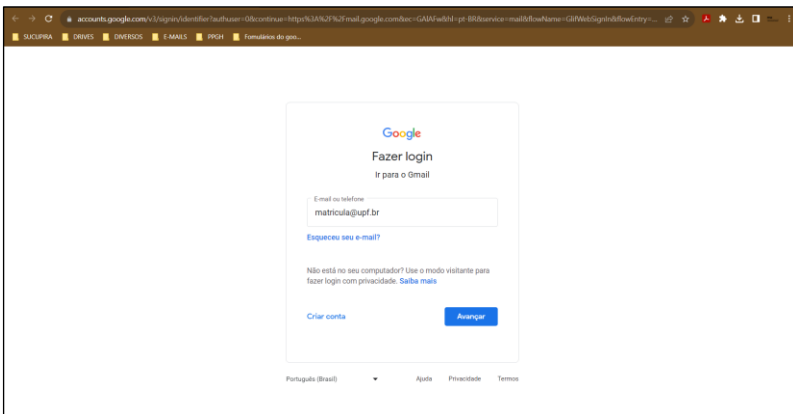 accounts.google.com/v3/signin/identifier?authuser=0&continue=https%3A%2F%2Fmail.google.com&ec=GAlAFw&hl=pt-BR&service=mail&flowName=GlifWebSignIn&flowEntry=...
SUCUPIRA DRIVES DIVERSOS E-MAILS PPGH Fomulários do geo...
Google
Fazer login
Ir para o Gmail
E-mail ou telefone
matricula@upf.br
Esqueceu seu e-mail?
Não está no seu computador? Use o modo visitante para
fazer login com privacidade. Saiba mais
Criar conta Avançar
Português (Brasil) Ajuda Privacidade Termos